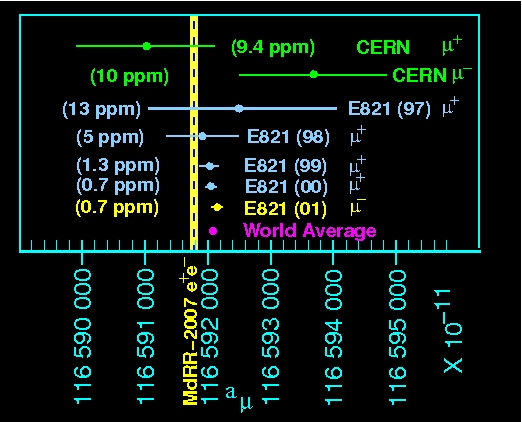 (9.4 ppm) CERN μ+
(10 ppm) CERN μ−
(13 ppm) E821 (97) μ+
(5 ppm) E821 (98) μ+
(1.3 ppm) E821 (99) μ+
(0.7 ppm) E821 (00) μ+
(0.7 ppm) E821 (01) μ−
World Average
116 590 000
116 591 000
MdRR−2007 e+e−
116 592 000
116 593 000
116 594 000
116 595 000
X 10−11
aμ